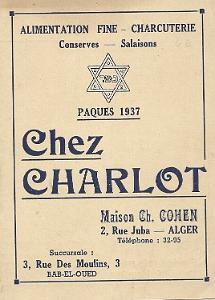 ALIMENTATION FINE - CHARCUTERIE
Conserves — Salaisons
PAQUES 1937
Chez
CHARLOT
Maison Ch. COHEN
2, Rue Juba — ALGER
Téléphone : 32-95
Succursale :
3, Rue Des Moulins, 3
BAB-EL-OUED